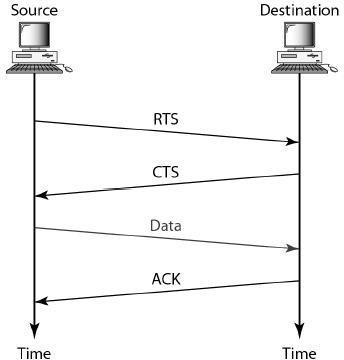 Source
Destination
RTS
CTS
Data
ACK
Time
Time